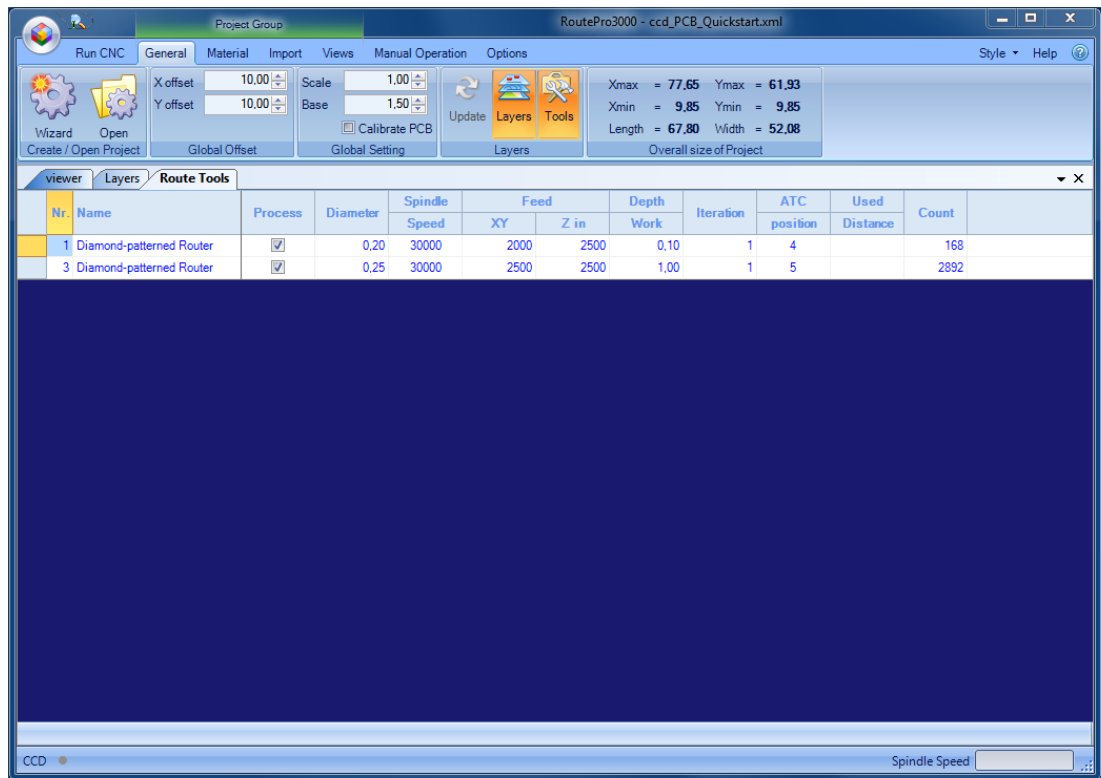 Project Group RoutePro3000 - ccd_PCB_Quickstart.xml
Run CNC General Material Import Views Manual Operation Options Style Help
X offset 10,00 Scale 1,00 Xmax = 77,65 Ymax = 61,93
Y offset 10,00 Base 1,50 Update Layers Tools Xmin = 9,85 Ymin = 9,85
Wizard Open Calibrate PCB Length = 67,80 Width = 52,08
Create / Open Project Global Offset Global Setting Layers Overall size of Project
viewer Layers Route Tools
Nr. Name Process Diameter Spindle Feed Depth Iteration ATC Used Count
Speed XY Z in Work position Distance
1 Diamond-patterned Router 0,20 30000 2000 2500 0,10 1 4 168
3 Diamond-patterned Router 0,25 30000 2500 2500 1,00 1 5 2892
CCD Spindle Speed